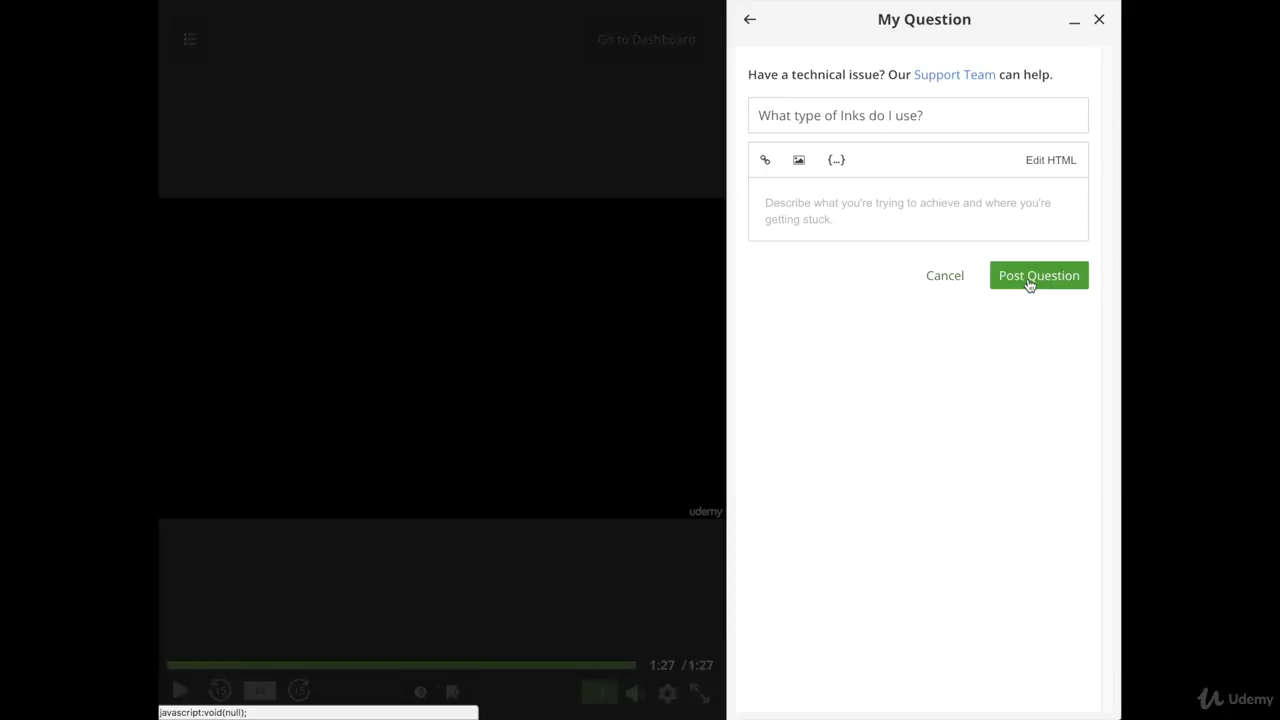 My Question
Go to Dashboard
Have a technical issue? Our Support Team can help.
What type of Inks do I use?
{...}
Edit HTML
Describe what you're trying to achieve and where you're
getting stuck.
Cancel
Post Question
udemy
1:27 / 1:27
15
15
javascript:void(null);
Udemy